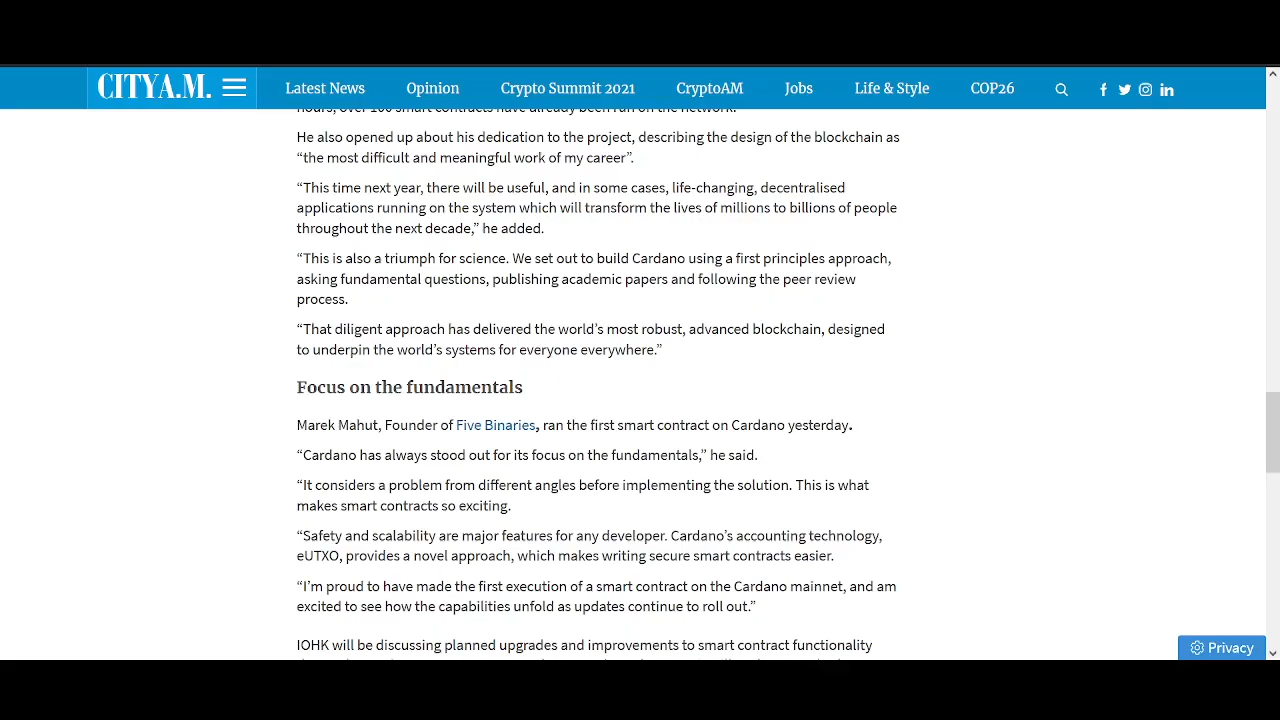 CITYA.M.
Latest News
Opinion
Crypto Summit 2021
CryptoAM
Jobs
Life & Style
COP26
hours, over 100 smart contracts have already been run on the network.
He also opened up about his dedication to the project, describing the design of the blockchain as
“the most difficult and meaningful work of my career”.
“This time next year, there will be useful, and in some cases, life-changing, decentralised
applications running on the system which will transform the lives of millions to billions of people
throughout the next decade,” he added.
“This is also a triumph for science. We set out to build Cardano using a first principles approach,
asking fundamental questions, publishing academic papers and following the peer review
process.
“That diligent approach has delivered the world’s most robust, advanced blockchain, designed
to underpin the world’s systems for everyone everywhere.”
Focus on the fundamentals
Marek Mahut, Founder of Five Binaries, ran the first smart contract on Cardano yesterday.
“Cardano has always stood out for its focus on the fundamentals,” he said.
“It considers a problem from different angles before implementing the solution. This is what
makes smart contracts so exciting.
“Safety and scalability are major features for any developer. Cardano’s accounting technology,
eUTXO, provides a novel approach, which makes writing secure smart contracts easier.
“I’m proud to have made the first execution of a smart contract on the Cardano mainnet, and am
excited to see how the capabilities unfold as updates continue to roll out.”
IOHK will be discussing planned upgrades and improvements to smart contract functionality
Privacy